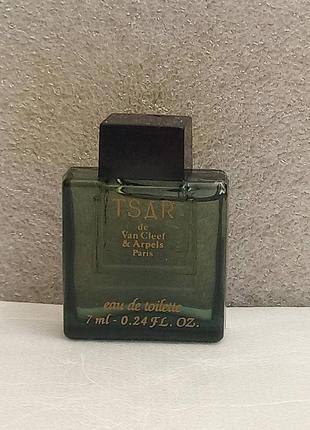 TSAR
de
Van Cleef
& Arpels
Paris
eau de toilette
7 ml - 0.24 FL. OZ.